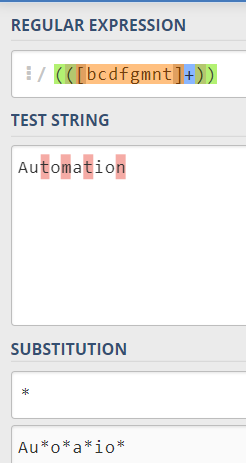 REGULAR EXPRESSION
/ (([bcdfgmnt]+))
TEST STRING
Automation
SUBSTITUTION
*
Au*o*a*io*